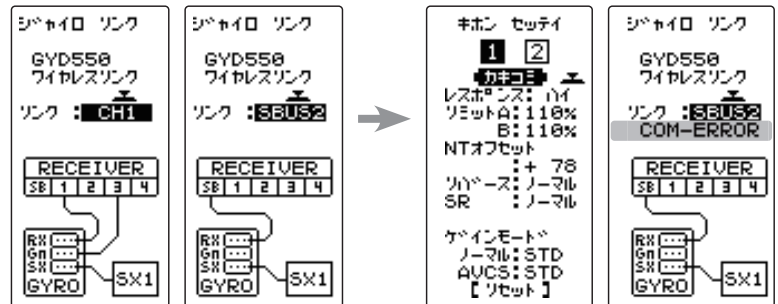 ジャイロ リンク
GYD550
ワイヤレスリンク
リンク :CH1
RECEIVER
SB 1 2 3 4
RX
Gn
SX
GYRO
SX1
ジャイロ リンク
GYD550
ワイヤレスリンク
リンク :SBUS2
RECEIVER
SB 1 2 3 4
RX
Gn
SX
GYRO
SX1
キホン セッテイ
1 2
カキコミ
レスポンス: ハイ
リミットA:110%
B:110%
NTオフセット
:+ 78
リバース:ノーマル
SR :ノーマル
ゲインモード
ノーマル:STD
AVCS:STD
[リセット]
ジャイロ リンク
GYD550
ワイヤレスリンク
リンク :SBUS2
COM-ERROR
RECEIVER
SB 1 2 3 4
RX
Gn
SX
GYRO
SX1